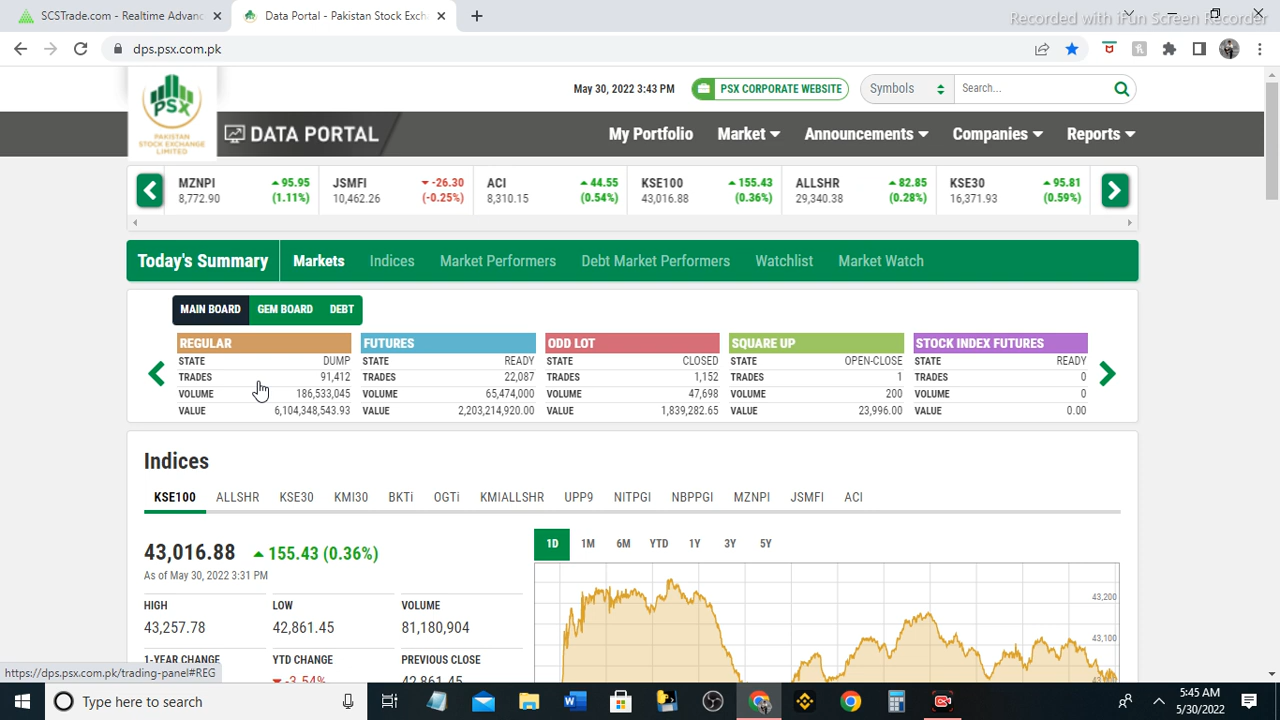 SCSTrade.com - Realtime Advanc
Data Portal - Pakistan Stock Exch
Recorded with iFun Screen Recorder
dps.psx.com.pk
PSX
PAKISTAN
STOCK EXCHANGE
LIMITED
May 30, 2022 3:43 PM
PSX CORPORATE WEBSITE
Symbols
Search...
DATA PORTAL
My Portfolio Market Announcements Companies Reports
MZNPI 95.95
8,772.90 (1.11%)
JSMFI -26.30
10,462.26 (-0.25%)
ACI 44.55
8,310.15 (0.54%)
KSE100 155.43
43,016.88 (0.36%)
ALLSHR 82.85
29,340.38 (0.28%)
KSE30 95.81
16,371.93 (0.59%)
Today's Summary Markets Indices Market Performers Debt Market Performers Watchlist Market Watch
MAIN BOARD GEM BOARD DEBT
REGULAR
STATE DUMP
TRADES 91,412
VOLUME 186,533,045
VALUE 6,104,348,543.93
FUTURES
STATE READY
TRADES 22,087
VOLUME 65,474,000
VALUE 2,203,214,920.00
ODD LOT
STATE CLOSED
TRADES 1,152
VOLUME 47,698
VALUE 1,839,282.65
SQUARE UP
STATE OPEN-CLOSE
TRADES 1
VOLUME 200
VALUE 23,996.00
STOCK INDEX FUTURES
STATE READY
TRADES 0
VOLUME 0
VALUE 0.00
Indices
KSE100 ALLSHR KSE30 KMI30 BKTi OGTi KMIALLSHR UPP9 NITPGI NBPPGI MZNPI JSMFI ACI
43,016.88 155.43 (0.36%)
As of May 30, 2022 3:31 PM
HIGH LOW VOLUME
43,257.78 42,861.45 81,180,904
1-YEAR CHANGE YTD CHANGE PREVIOUS CLOSE
-3.54% 42,861.45
1D 1M 6M YTD 1Y 3Y 5Y
43,200
43,100
https://dps.psx.com.pk/trading-panel#REG
Type here to search
5:45 AM
5/30/2022